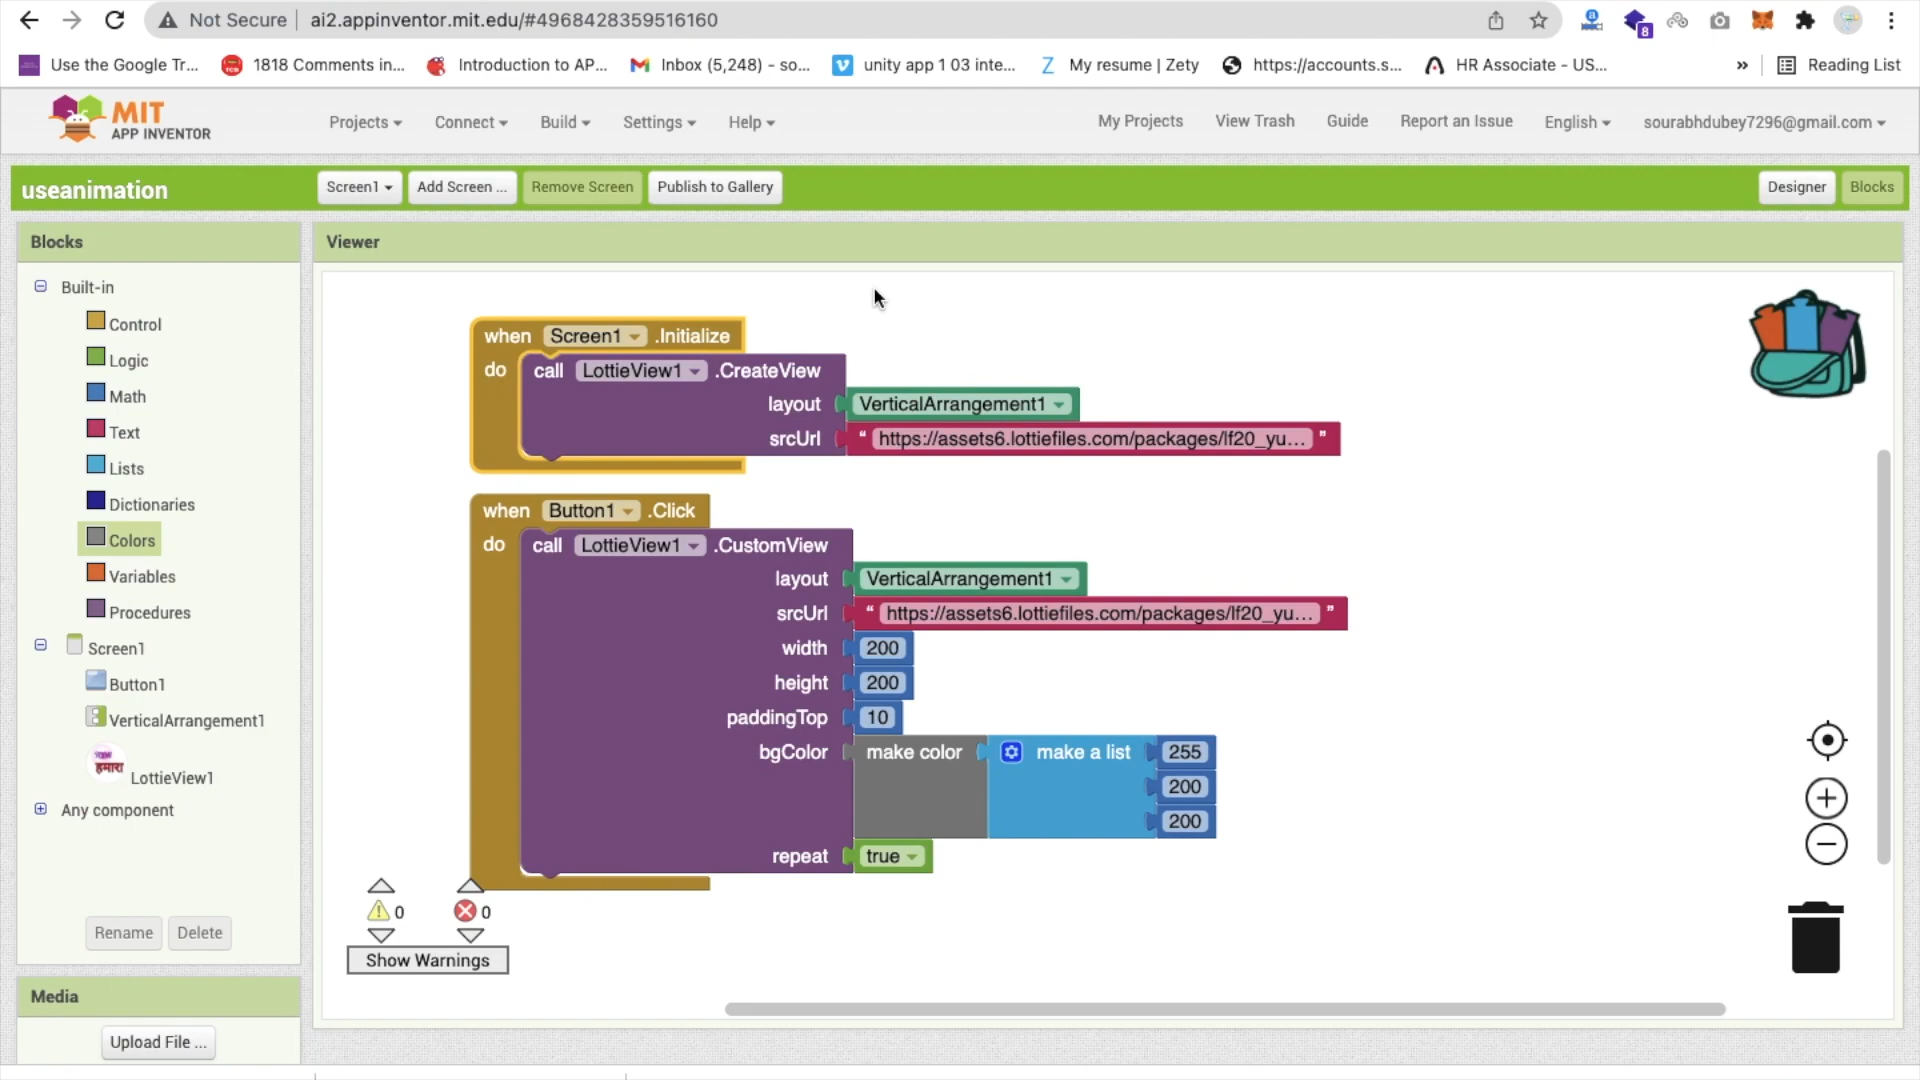 Not Secure ai2.appinventor.mit.edu/#4968428359516160
8
Use the Google Tr... 1818 Comments in... Introduction to AP... Inbox (5,248) - so... unity app 1 03 inte... Z My resume | Zety https://accounts.s... HR Associate - US... » Reading List
MIT
APP INVENTOR
Projects Connect Build Settings Help My Projects View Trash Guide Report an Issue English sourabhdubey7296@gmail.com
useanimation Screen1 Add Screen ... Remove Screen Publish to Gallery Designer Blocks
Blocks
Viewer
Built-in
Control
Logic
Math
Text
Lists
Dictionaries
Colors
Variables
Procedures
Screen1
Button1
VerticalArrangement1
हमारा
LottieView1
Any component
Rename Delete
Media
Upload File ...
when Screen1 .Initialize
do call LottieView1 .CreateView
layout VerticalArrangement1
srcUrl “ https://assets6.lottiefiles.com/packages/lf20_yu... ”
when Button1 .Click
do call LottieView1 .CustomView
layout VerticalArrangement1
srcUrl “ https://assets6.lottiefiles.com/packages/lf20_yu... ”
width 200
height 200
paddingTop 10
bgColor make color make a list 255
200
200
repeat true
0 0
Show Warnings